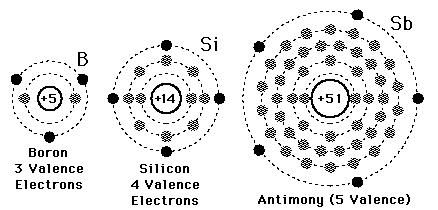 B
Si
Sb
+5
+14
+51
Boron
3 Valence
Electrons
Silicon
4 Valence
Electrons
Antimony (5 Valence)